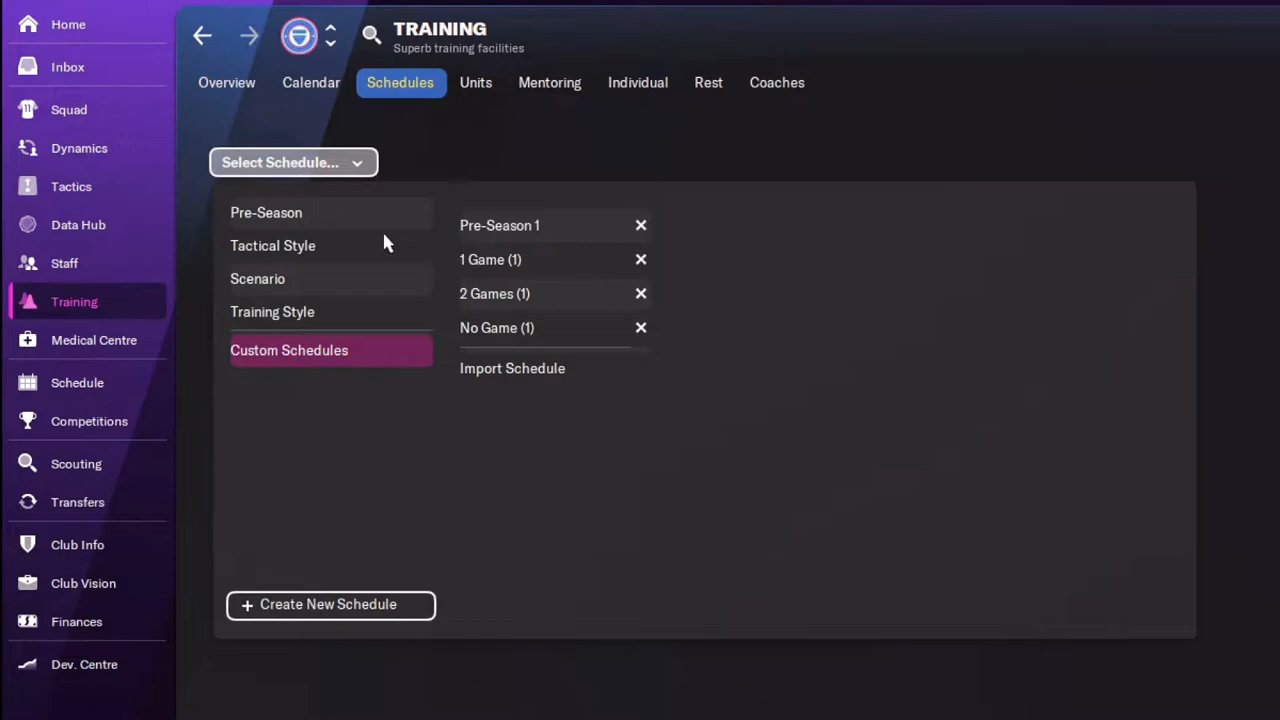 Home
Inbox
Squad
Dynamics
Tactics
Data Hub
Staff
Training
Medical Centre
Schedule
Competitions
Scouting
Transfers
Club Info
Club Vision
Finances
Dev. Centre
TRAINING
Superb training facilities
Overview Calendar Schedules Units Mentoring Individual Rest Coaches
Select Schedule...
Pre-Season
Tactical Style
Scenario
Training Style
Custom Schedules
Pre-Season 1
1 Game (1)
2 Games (1)
No Game (1)
Import Schedule
+ Create New Schedule